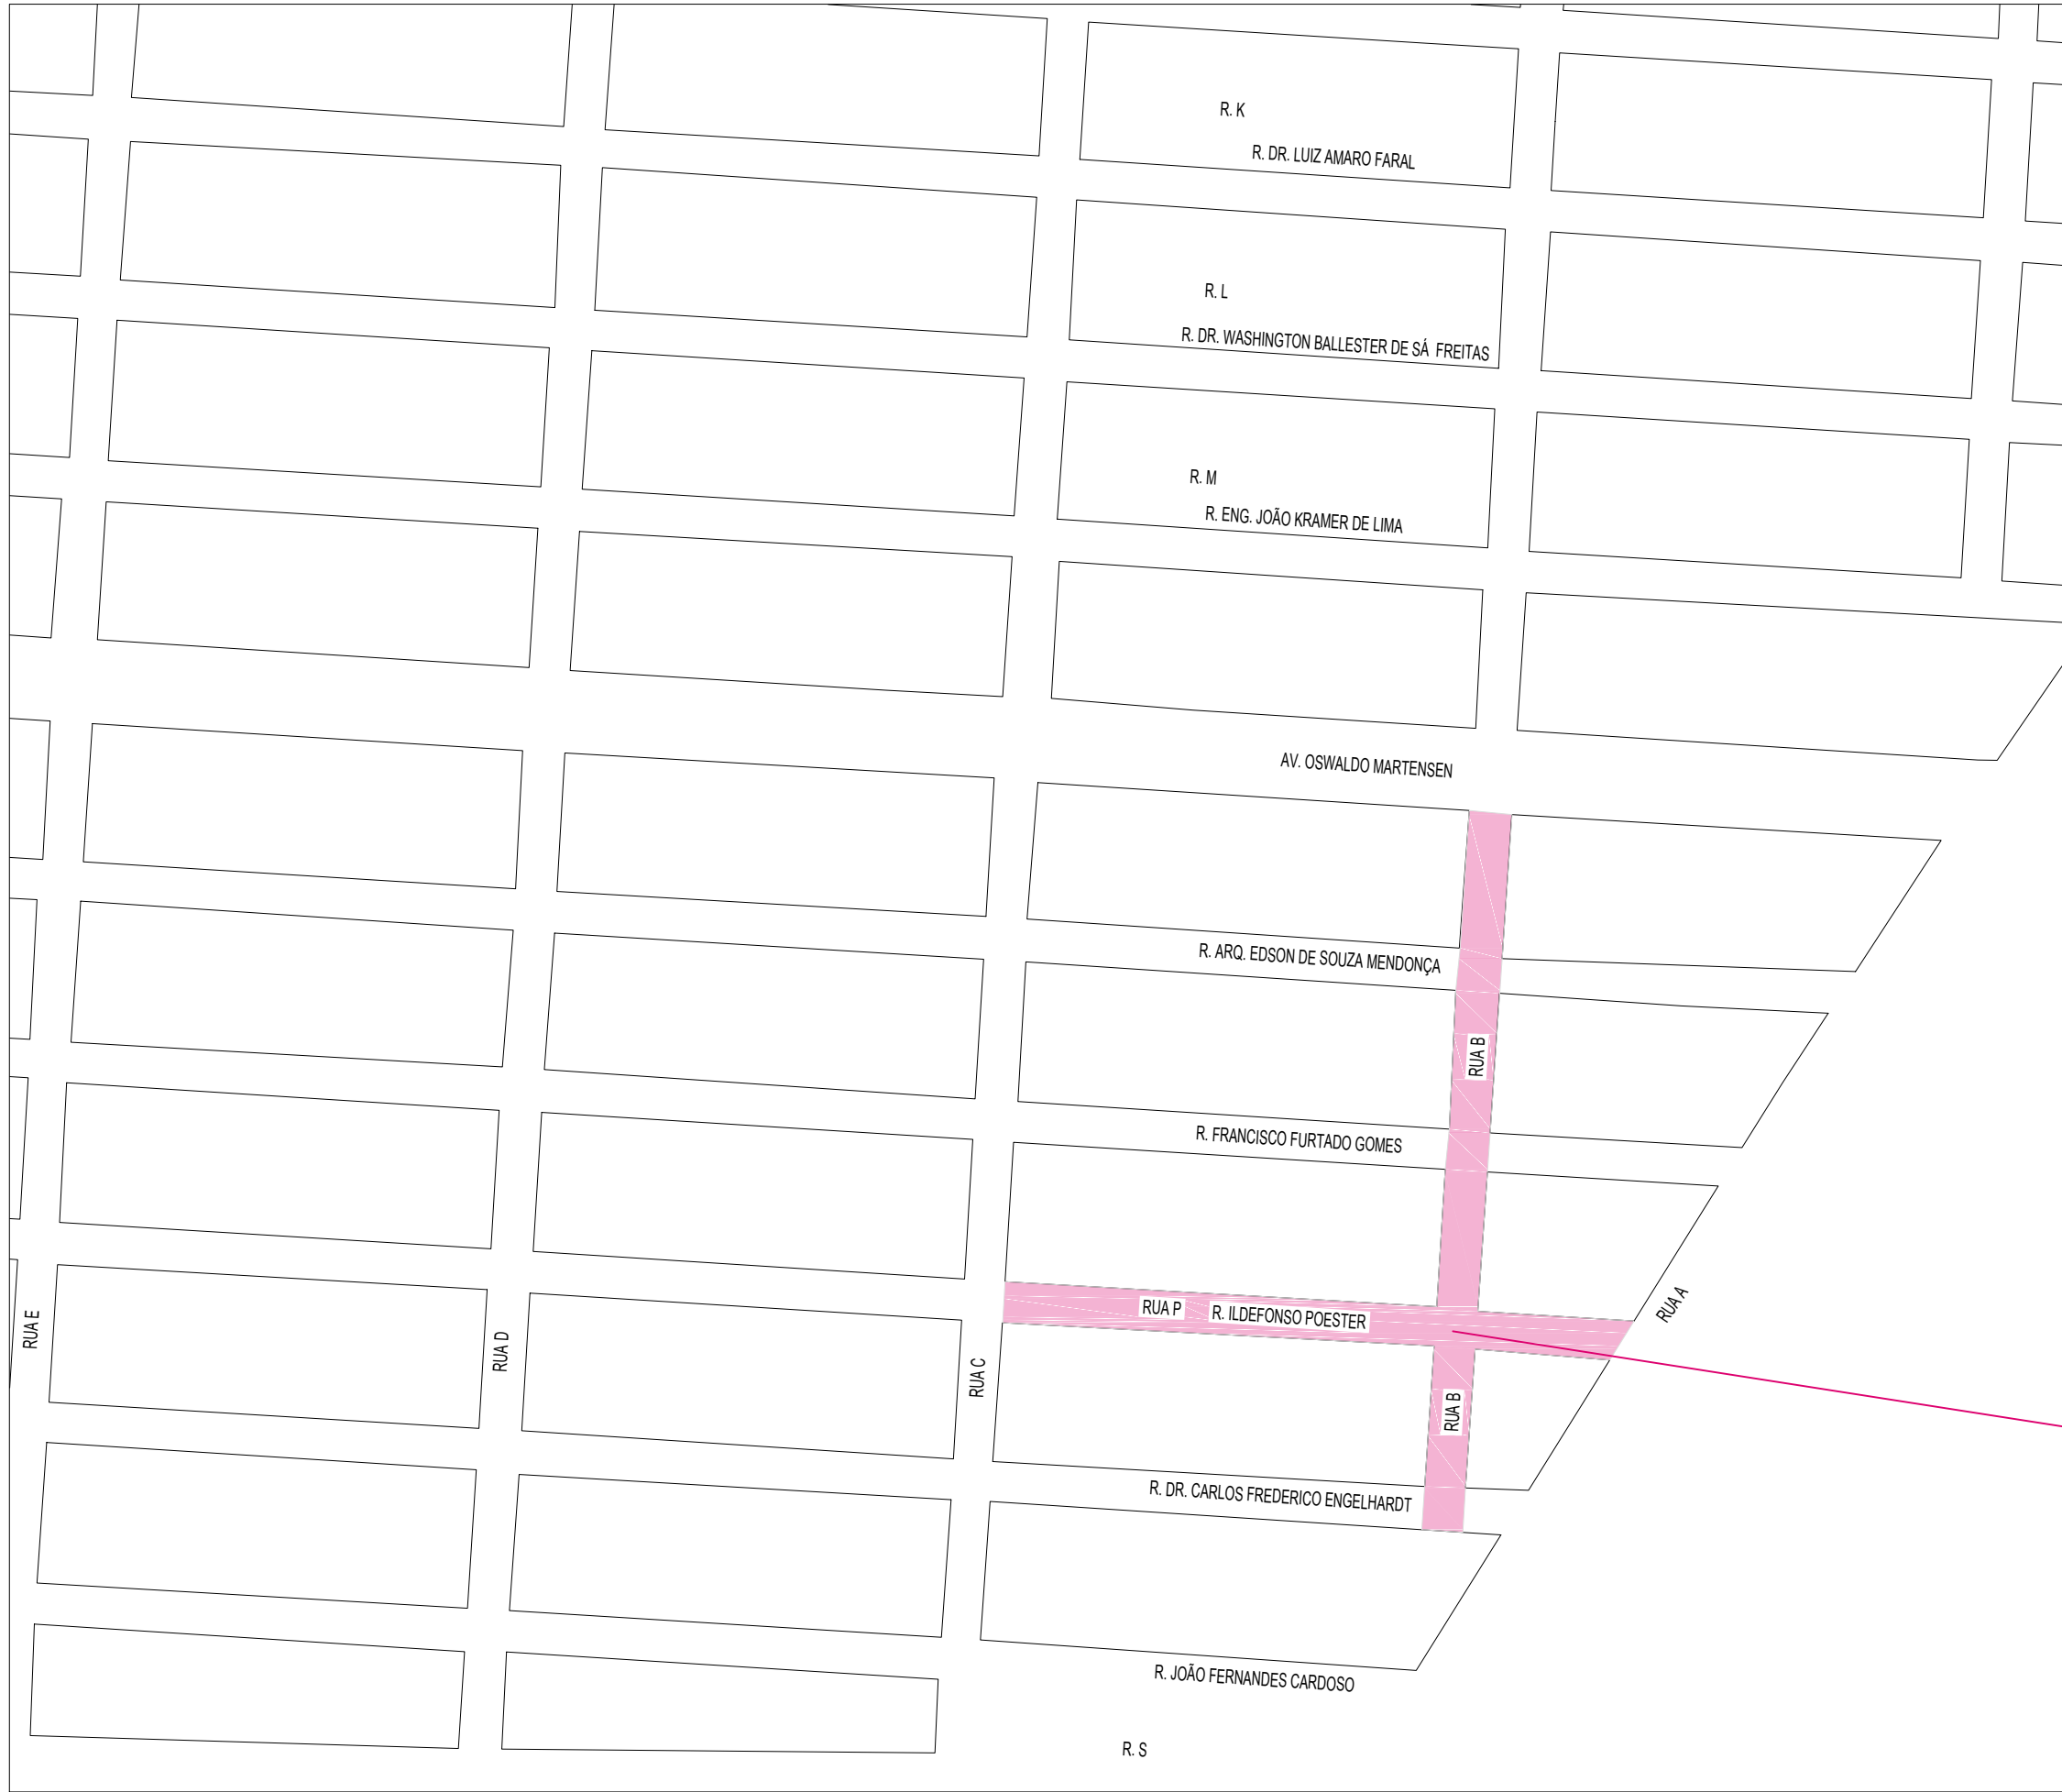 R. K
R. DR. LUIZ AMARO FARAL
R. L
R. DR. WASHINGTON BALLESTER DE SÁ FREITAS
R. M
R. ENG. JOÃO KRAMER DE LIMA
AV. OSWALDO MARTENSEN
R. ARQ. EDSON DE SOUZA MENDONÇA
RUA B
R. FRANCISCO FURTADO GOMES
RUA E
RUA D
RUA C
RUA P
R. ILDEFONSO POESTER
RUA A
RUA B
R. DR. CARLOS FREDERICO ENGELHARDT
R. JOÃO FERNANDES CARDOSO
R. S